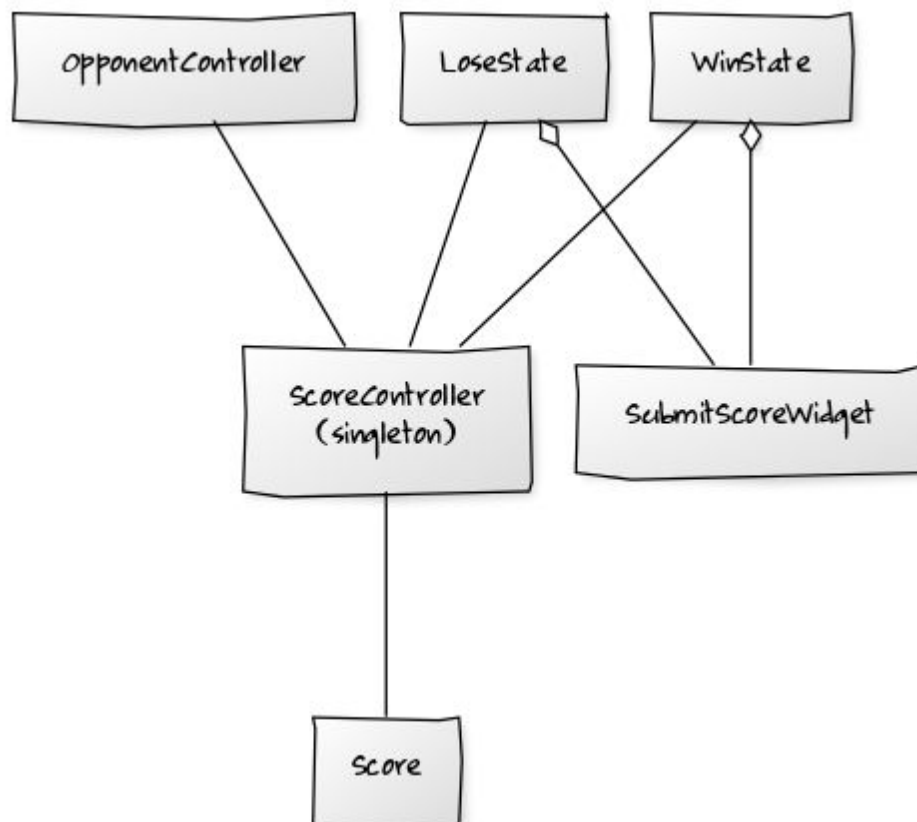 OpponentController
LoseState
WinState
ScoreController
(singleton)
SubmitScoreWidget
Score